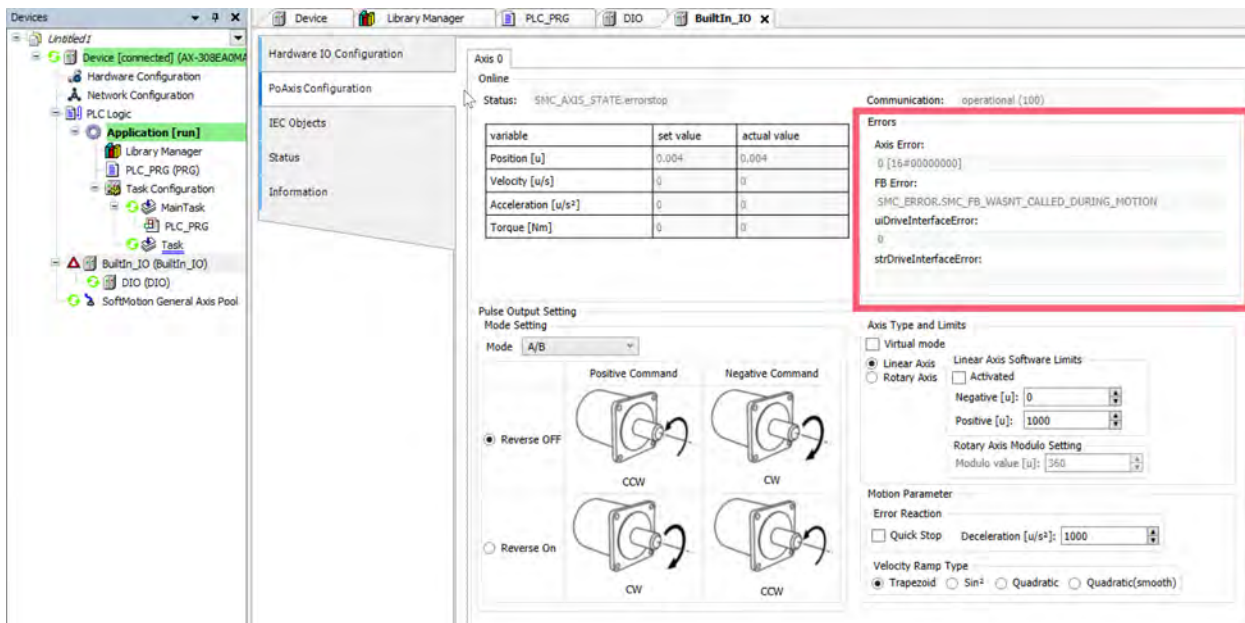 Devices
Untitled1
Device [connected] (AX-308EA0MA
Hardware Configuration
Network Configuration
PLC Logic
Application [run]
Library Manager
PLC_PRG (PRG)
Task Configuration
MainTask
PLC_PRG
Task
BuiltIn_IO (BuiltIn_IO)
DIO (DIO)
SoftMotion General Axis Pool
Device
Library Manager
PLC_PRG
DIO
BuiltIn_IO
Hardware IO Configuration
PoAxis Configuration
IEC Objects
Status
Information
Axis 0
Online
Status: SMC_AXIS_STATE.errorstop
Communication: operational (100)
variable set value actual value
Position [u] 0.004 0.004
Velocity [u/s] 0 0
Acceleration [u/s²] 0 0
Torque [Nm] 0 0
Errors
Axis Error:
0 [16#00000000]
FB Error:
SMC_ERROR.SMC_FB_WASNT_CALLED_DURING_MOTION
uiDriveInterfaceError:
0
strDriveInterfaceError:
Pulse Output Setting
Mode Setting
Mode A/B
Positive Command Negative Command
Reverse OFF
CCW CW
Reverse On
CW CCW
Axis Type and Limits
Virtual mode
Linear Axis
Rotary Axis
Linear Axis Software Limits
Activated
Negative [u]: 0
Positive [u]: 1000
Rotary Axis Modulo Setting
Modulo value [u]: 360
Motion Parameter
Error Reaction
Quick Stop Deceleration [u/s²]: 1000
Velocity Ramp Type
Trapezoid Sin² Quadratic Quadratic(smooth)